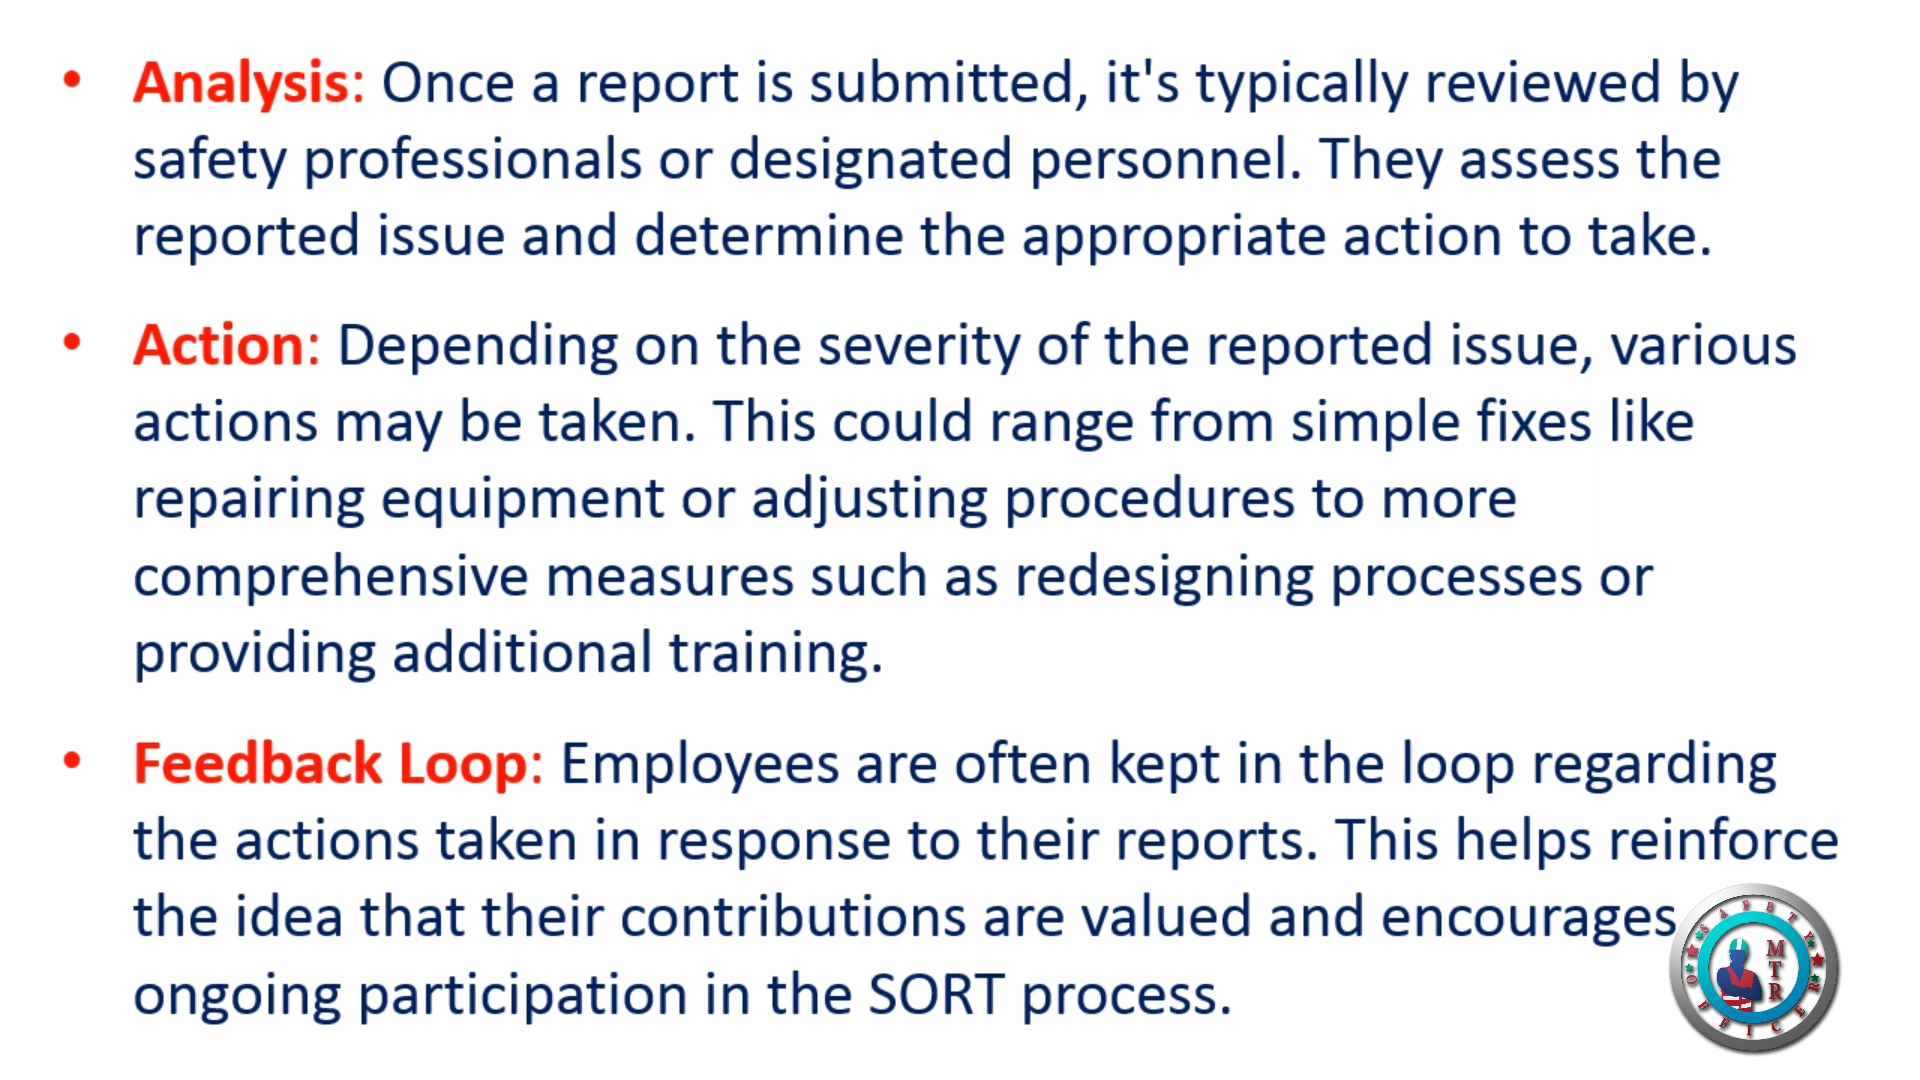 • Analysis: Once a report is submitted, it's typically reviewed by
safety professionals or designated personnel. They assess the
reported issue and determine the appropriate action to take.
• Action: Depending on the severity of the reported issue, various
actions may be taken. This could range from simple fixes like
repairing equipment or adjusting procedures to more
comprehensive measures such as redesigning processes or
providing additional training.
• Feedback Loop: Employees are often kept in the loop regarding
the actions taken in response to their reports. This helps reinforce
the idea that their contributions are valued and encourages
ongoing participation in the SORT process.
SAFETY
MTR
OFFICER